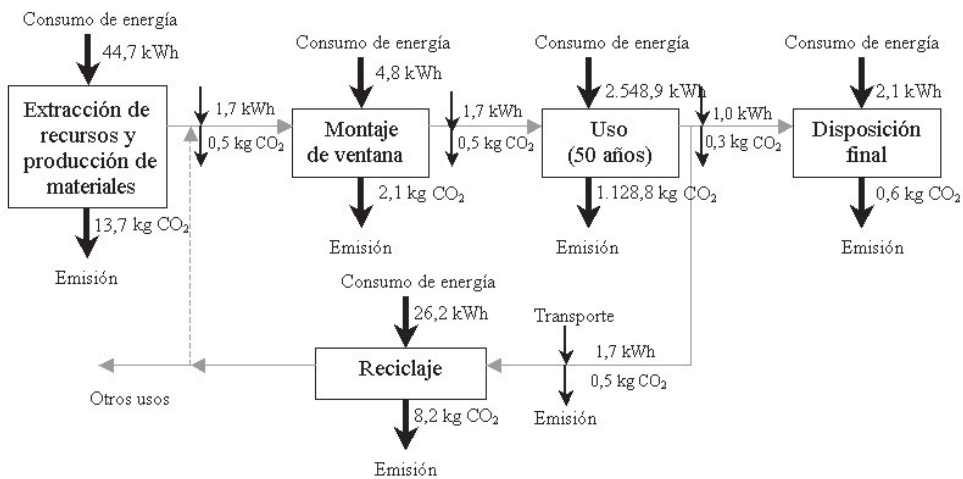 Consumo de energía
44,7 kWh
Extracción de
recursos y
producción de
materiales
13,7 kg CO₂
Emisión
1,7 kWh
0,5 kg CO₂
Consumo de energía
4,8 kWh
Montaje
de ventana
2,1 kg CO₂
Emisión
1,7 kWh
0,5 kg CO₂
Consumo de energía
2.548,9 kWh
Uso
(50 años)
1.128,8 kg CO₂
Emisión
1,0 kWh
0,3 kg CO₂
Consumo de energía
2,1 kWh
Disposición
final
0,6 kg CO₂
Emisión
Consumo de energía
26,2 kWh
Reciclaje
8,2 kg CO₂
Emisión
Transporte
1,7 kWh
0,5 kg CO₂
Emisión
Otros usos